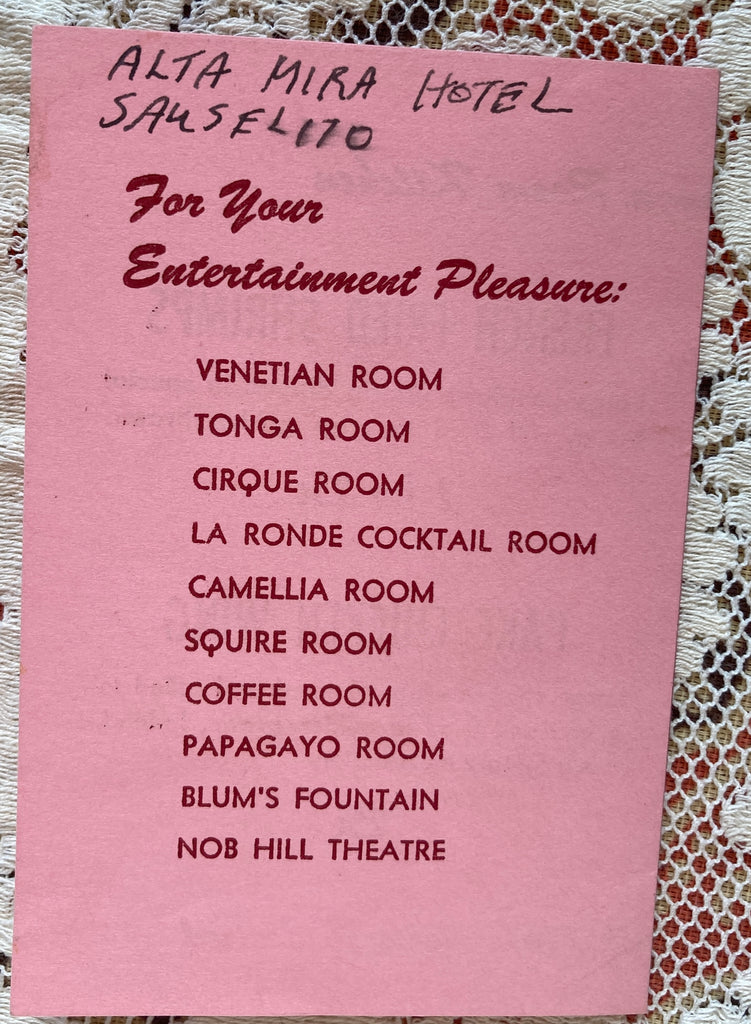 ALTA MIRA HOTEL
SAUSELITO
For Your
Entertainment Pleasure:
VENETIAN ROOM
TONGA ROOM
CIRQUE ROOM
LA RONDE COCKTAIL ROOM
CAMELLIA ROOM
SQUIRE ROOM
COFFEE ROOM
PAPAGAYO ROOM
BLUM'S FOUNTAIN
NOB HILL THEATRE